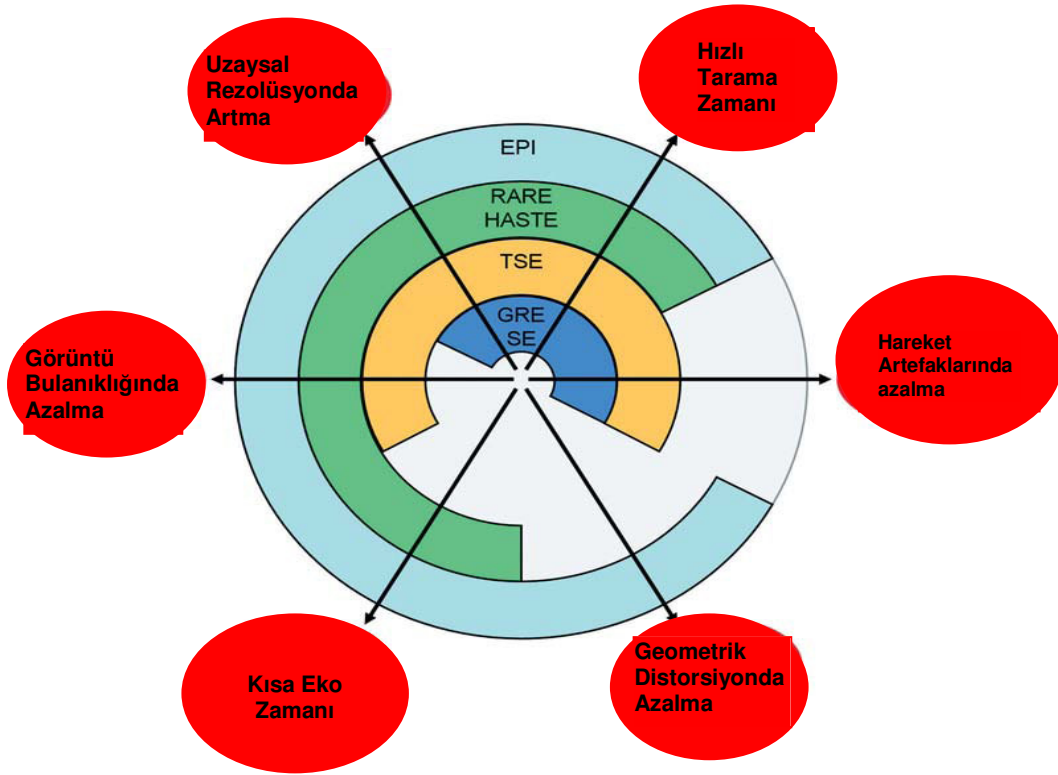 Uzaysal
Rezolüsyonda
Artma
Hızlı
Tarama
Zamanı
EPI
RARE
HASTE
TSE
GRE
SE
Görüntü
Bulanıklığında
Azalma
Hareket
Artefaklarında
azalma
Kısa Eko
Zamanı
Geometrik
Distorsiyonda
Azalma